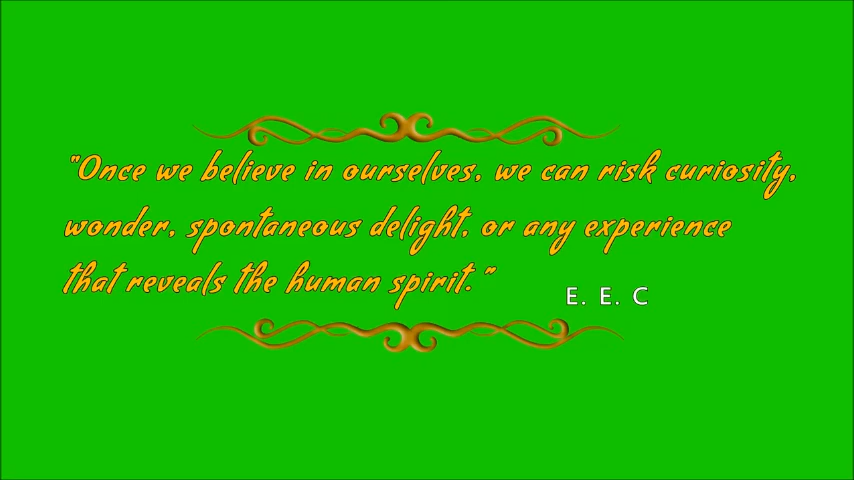 "Once we believe in ourselves, we can risk curiosity,
wonder, spontaneous delight, or any experience
that reveals the human spirit."
E. E. C